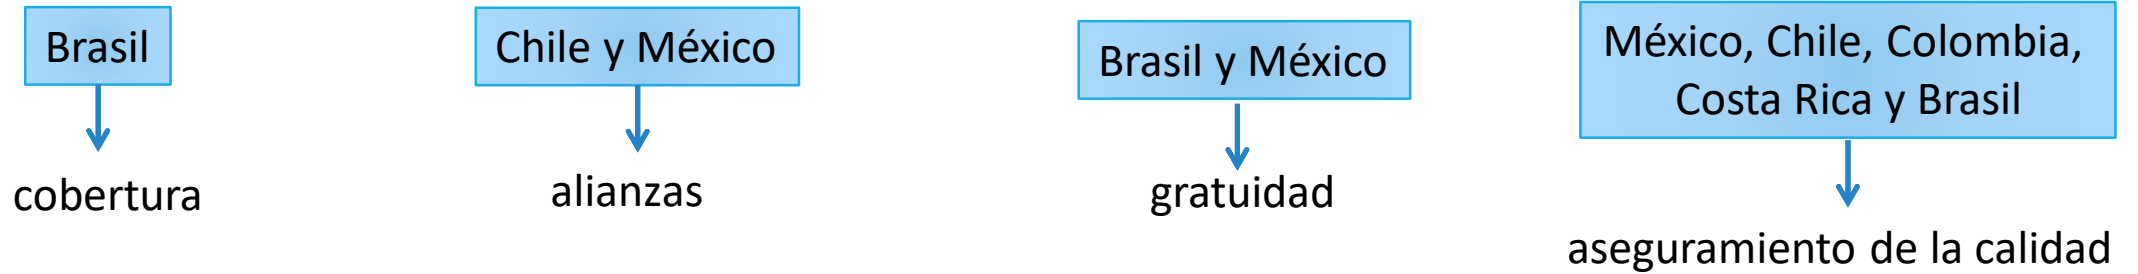 Brasil
cobertura
Chile y México
alianzas
Brasil y México
gratuidad
México, Chile, Colombia,
Costa Rica y Brasil
aseguramiento de la calidad